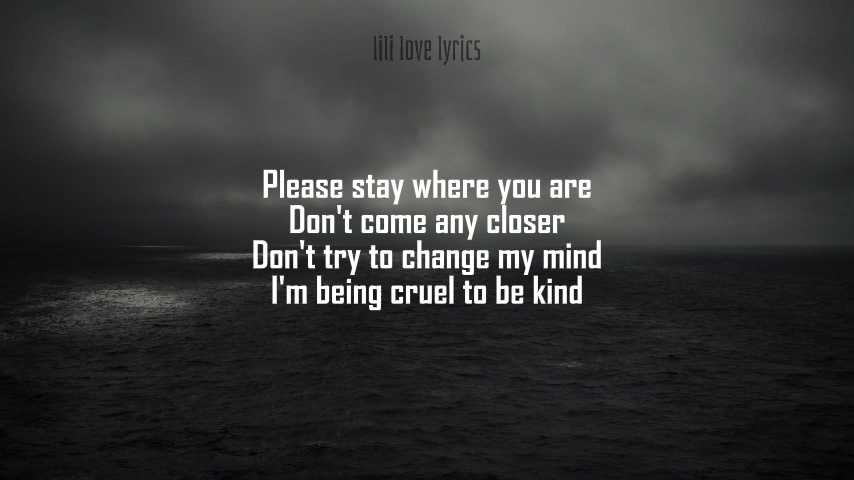 lili love lyrics
Please stay where you are
Don't come any closer
Don't try to change my mind
I'm being cruel to be kind